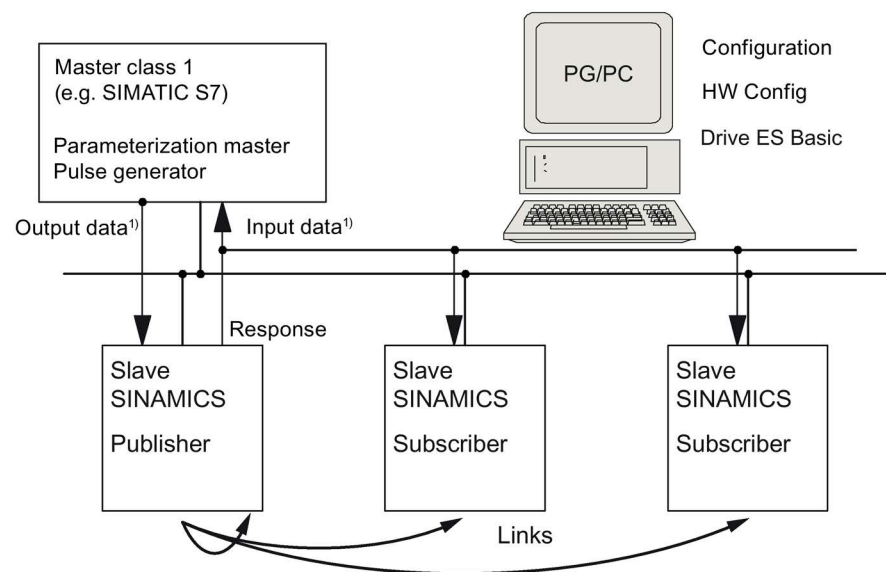 Master class 1
(e.g. SIMATIC S7)
Parameterization master
Pulse generator
PG/PC
Configuration
HW Config
Drive ES Basic
Output data¹⁾
Input data¹⁾
Response
Slave
SINAMICS
Publisher
Slave
SINAMICS
Subscriber
Slave
SINAMICS
Subscriber
Links